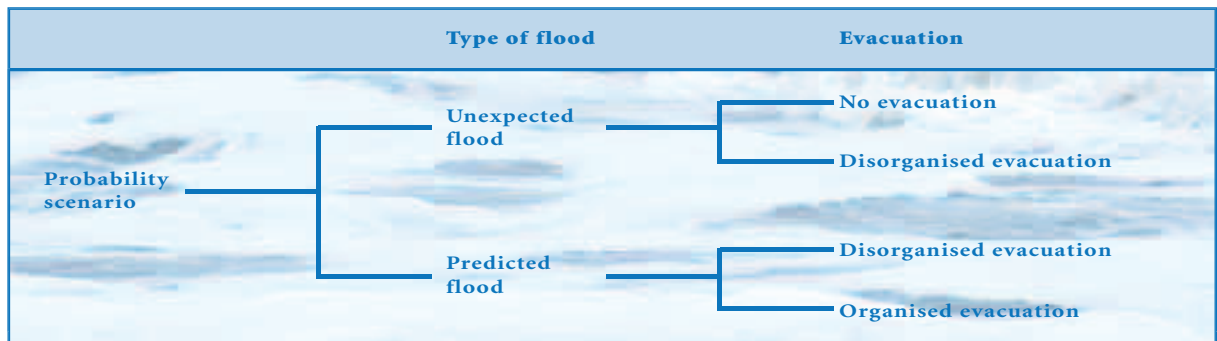 Type of flood
Evacuation
Probability
scenario
Unexpected
flood
No evacuation
Disorganised evacuation
Predicted
flood
Disorganised evacuation
Organised evacuation